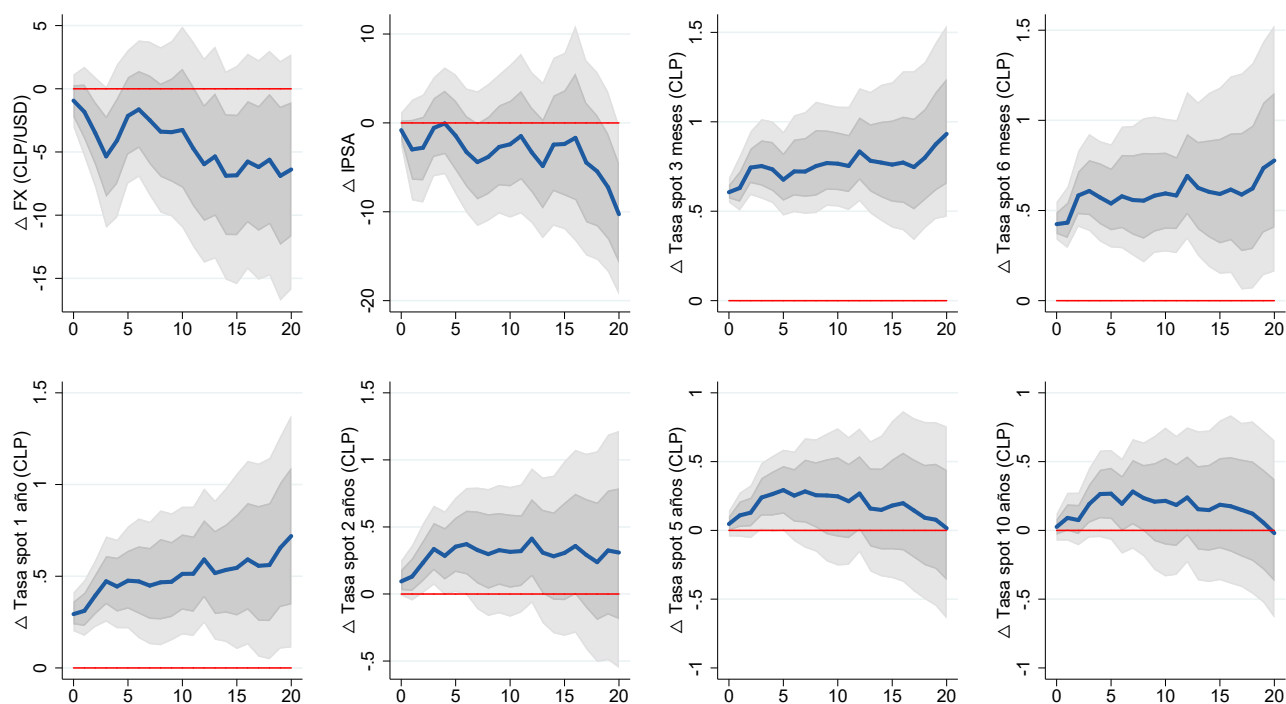 △ FX (CLP/USD)
5
0
-5
-10
-15
0 5 10 15 20
△ IPSA
10
0
-10
-20
0 5 10 15 20
△ Tasa spot 3 meses (CLP)
1.5
1
.5
0
0 5 10 15 20
△ Tasa spot 6 meses (CLP)
1.5
1
.5
0
0 5 10 15 20
△ Tasa spot 1 año (CLP)
1.5
1
.5
0
0 5 10 15 20
△ Tasa spot 2 años (CLP)
1.5
1
.5
0
-.5
0 5 10 15 20
△ Tasa spot 5 años (CLP)
1
.5
0
-1
0 5 10 15 20
△ Tasa spot 10 años (CLP)
1
.5
0
-1
0 5 10 15 20